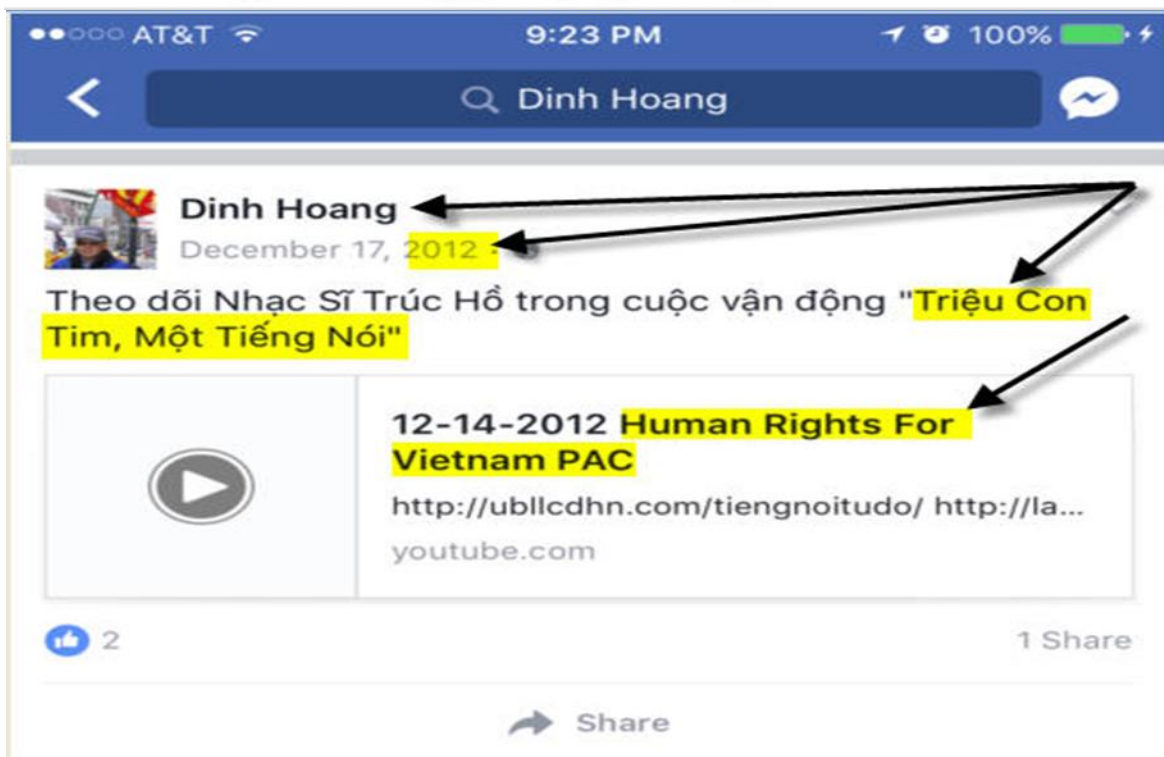 AT&T 9:23 PM 100%
Dinh Hoang
Dinh Hoang
December 17, 2012 ·
Theo dõi Nhạc Sĩ Trúc Hồ trong cuộc vận động "Triệu Con
Tim, Một Tiếng Nói"
12-14-2012 Human Rights For
Vietnam PAC
http://ubllcdhn.com/tiengnoitudo/ http://la...
youtube.com
2 1 Share
Share